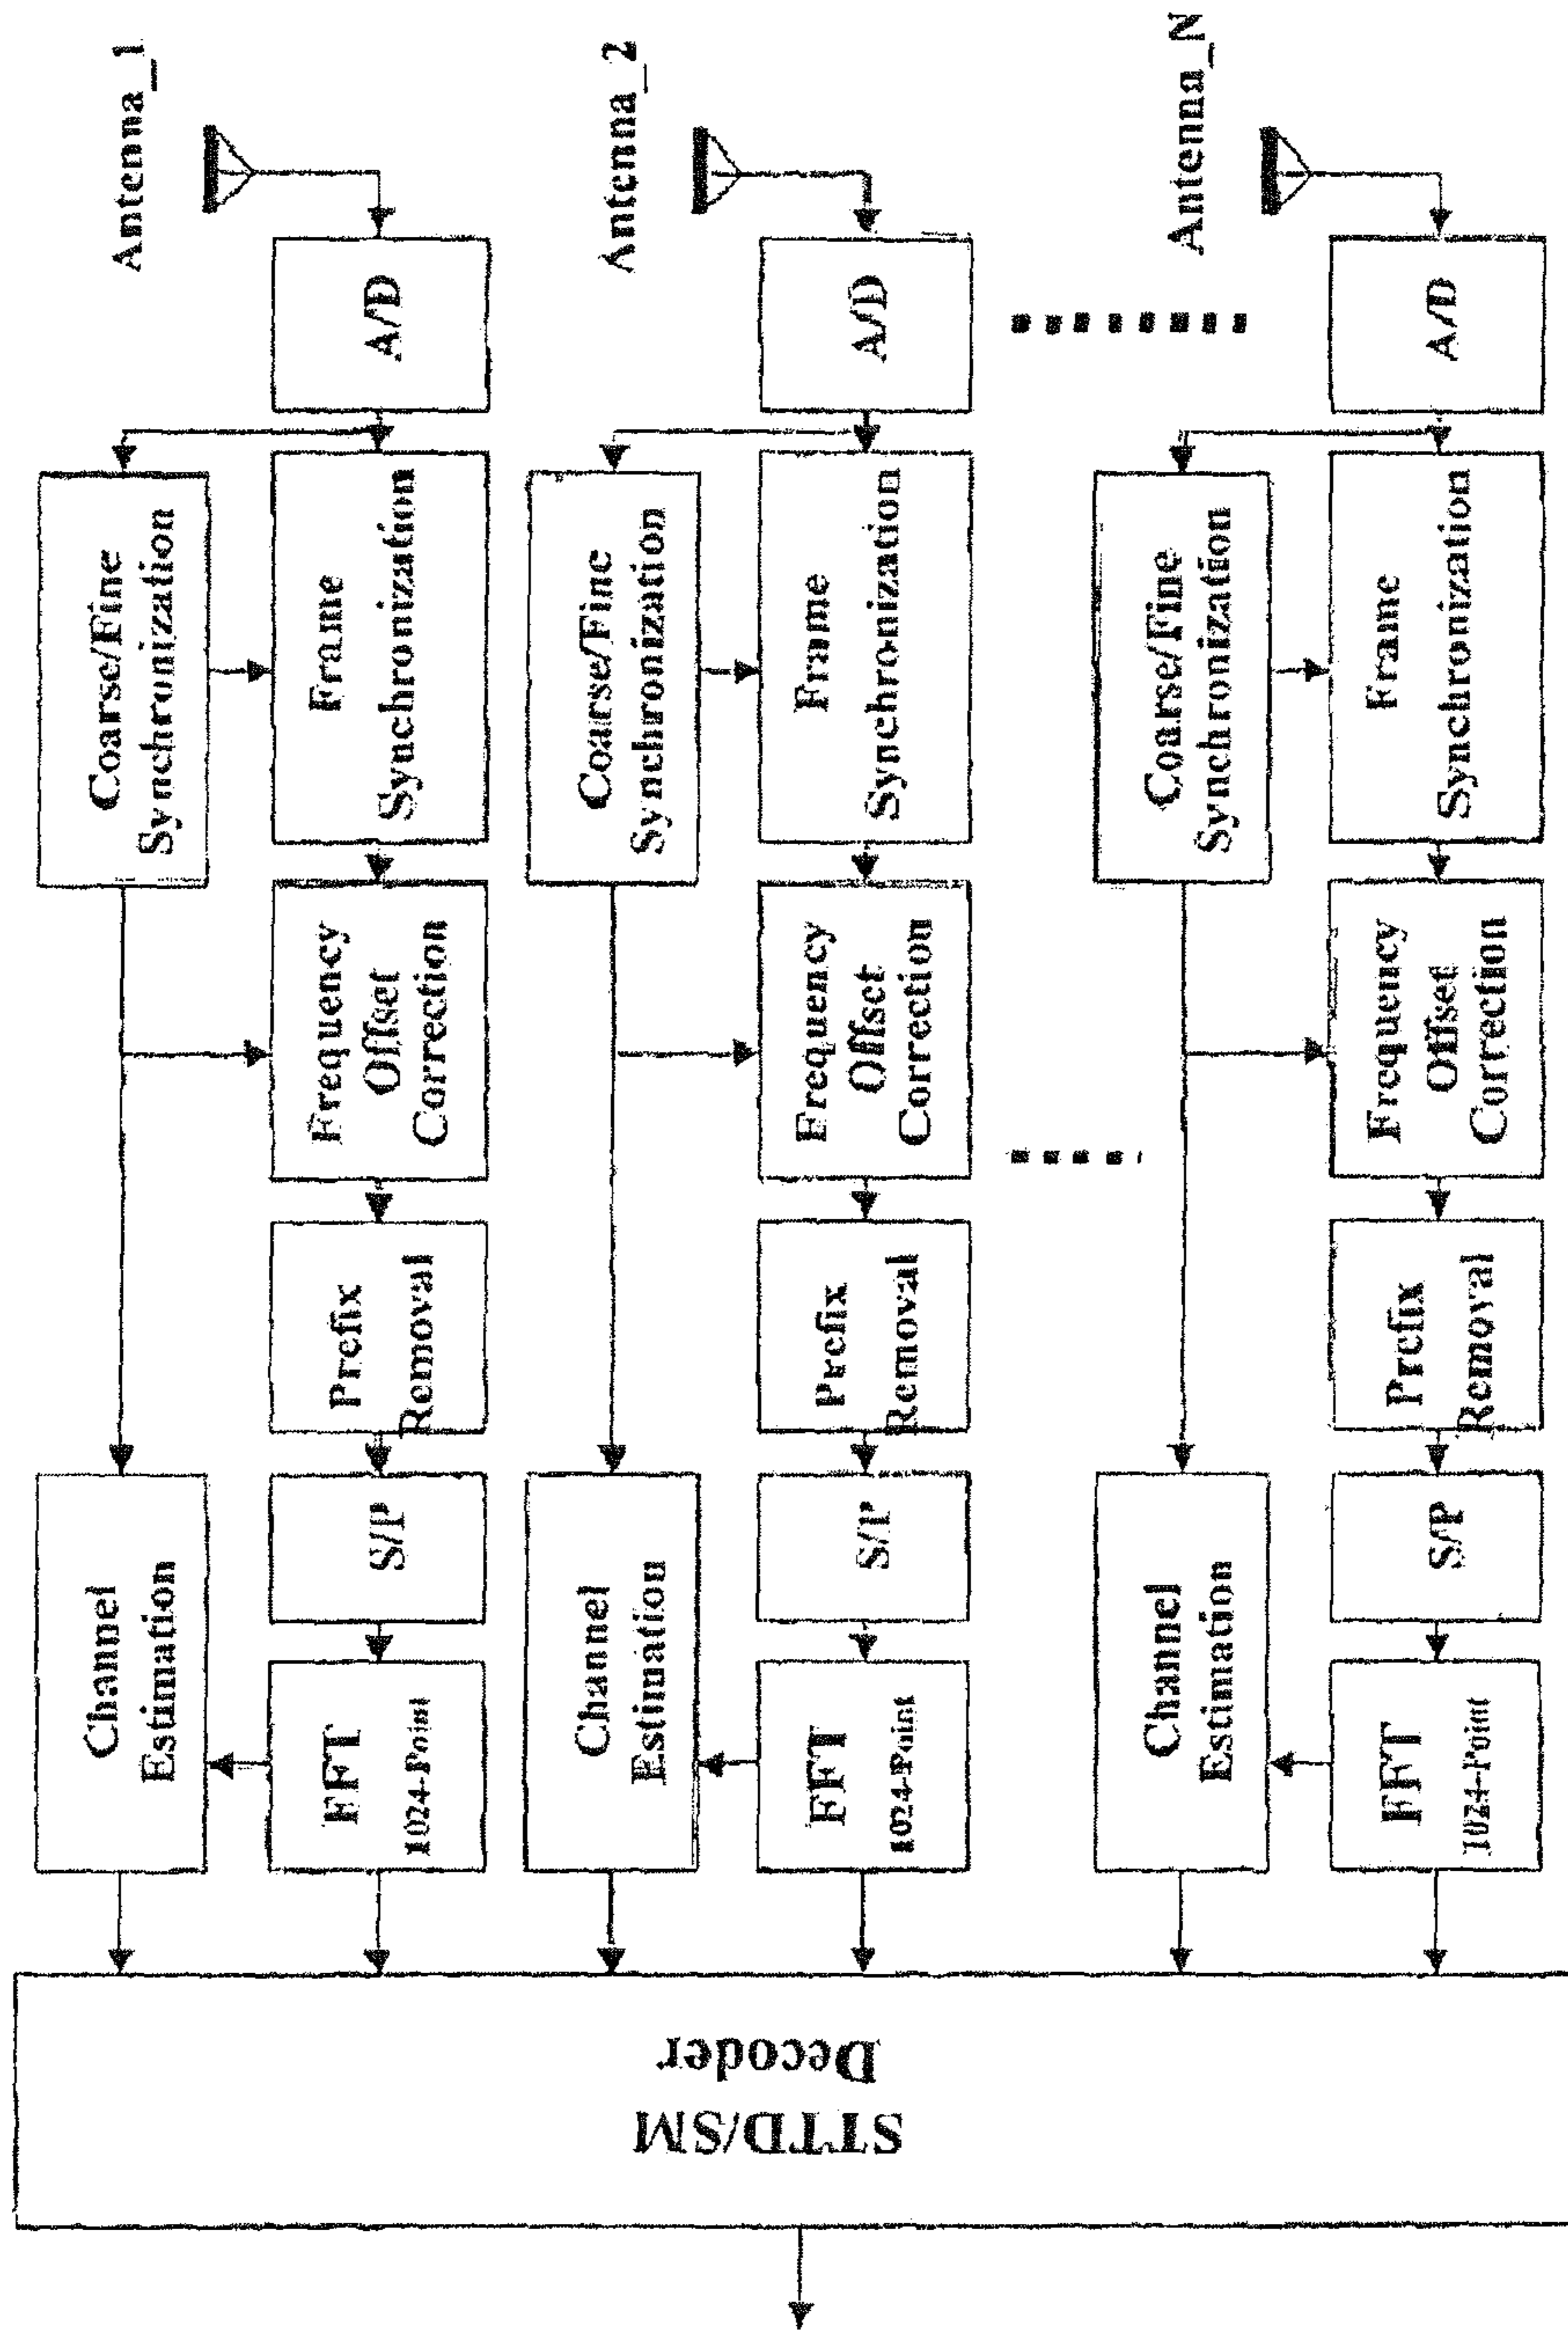 Antenna_1
A/D
Coarse/Fine
Synchronization
Frame
Synchronization
Frequency
Offset
Correction
Prefix
Removal
S/P
Channel
Estimation
FFT
1024-Point
Antenna_2
A/D
Coarse/Fine
Synchronization
Frame
Synchronization
Frequency
Offset
Correction
Prefix
Removal
S/P
Channel
Estimation
FFT
1024-Point
Antenna_N
A/D
Coarse/Fine
Synchronization
Frame
Synchronization
Frequency
Offset
Correction
Prefix
Removal
S/P
Channel
Estimation
FFT
1024-Point
STTD/SM
Decoder